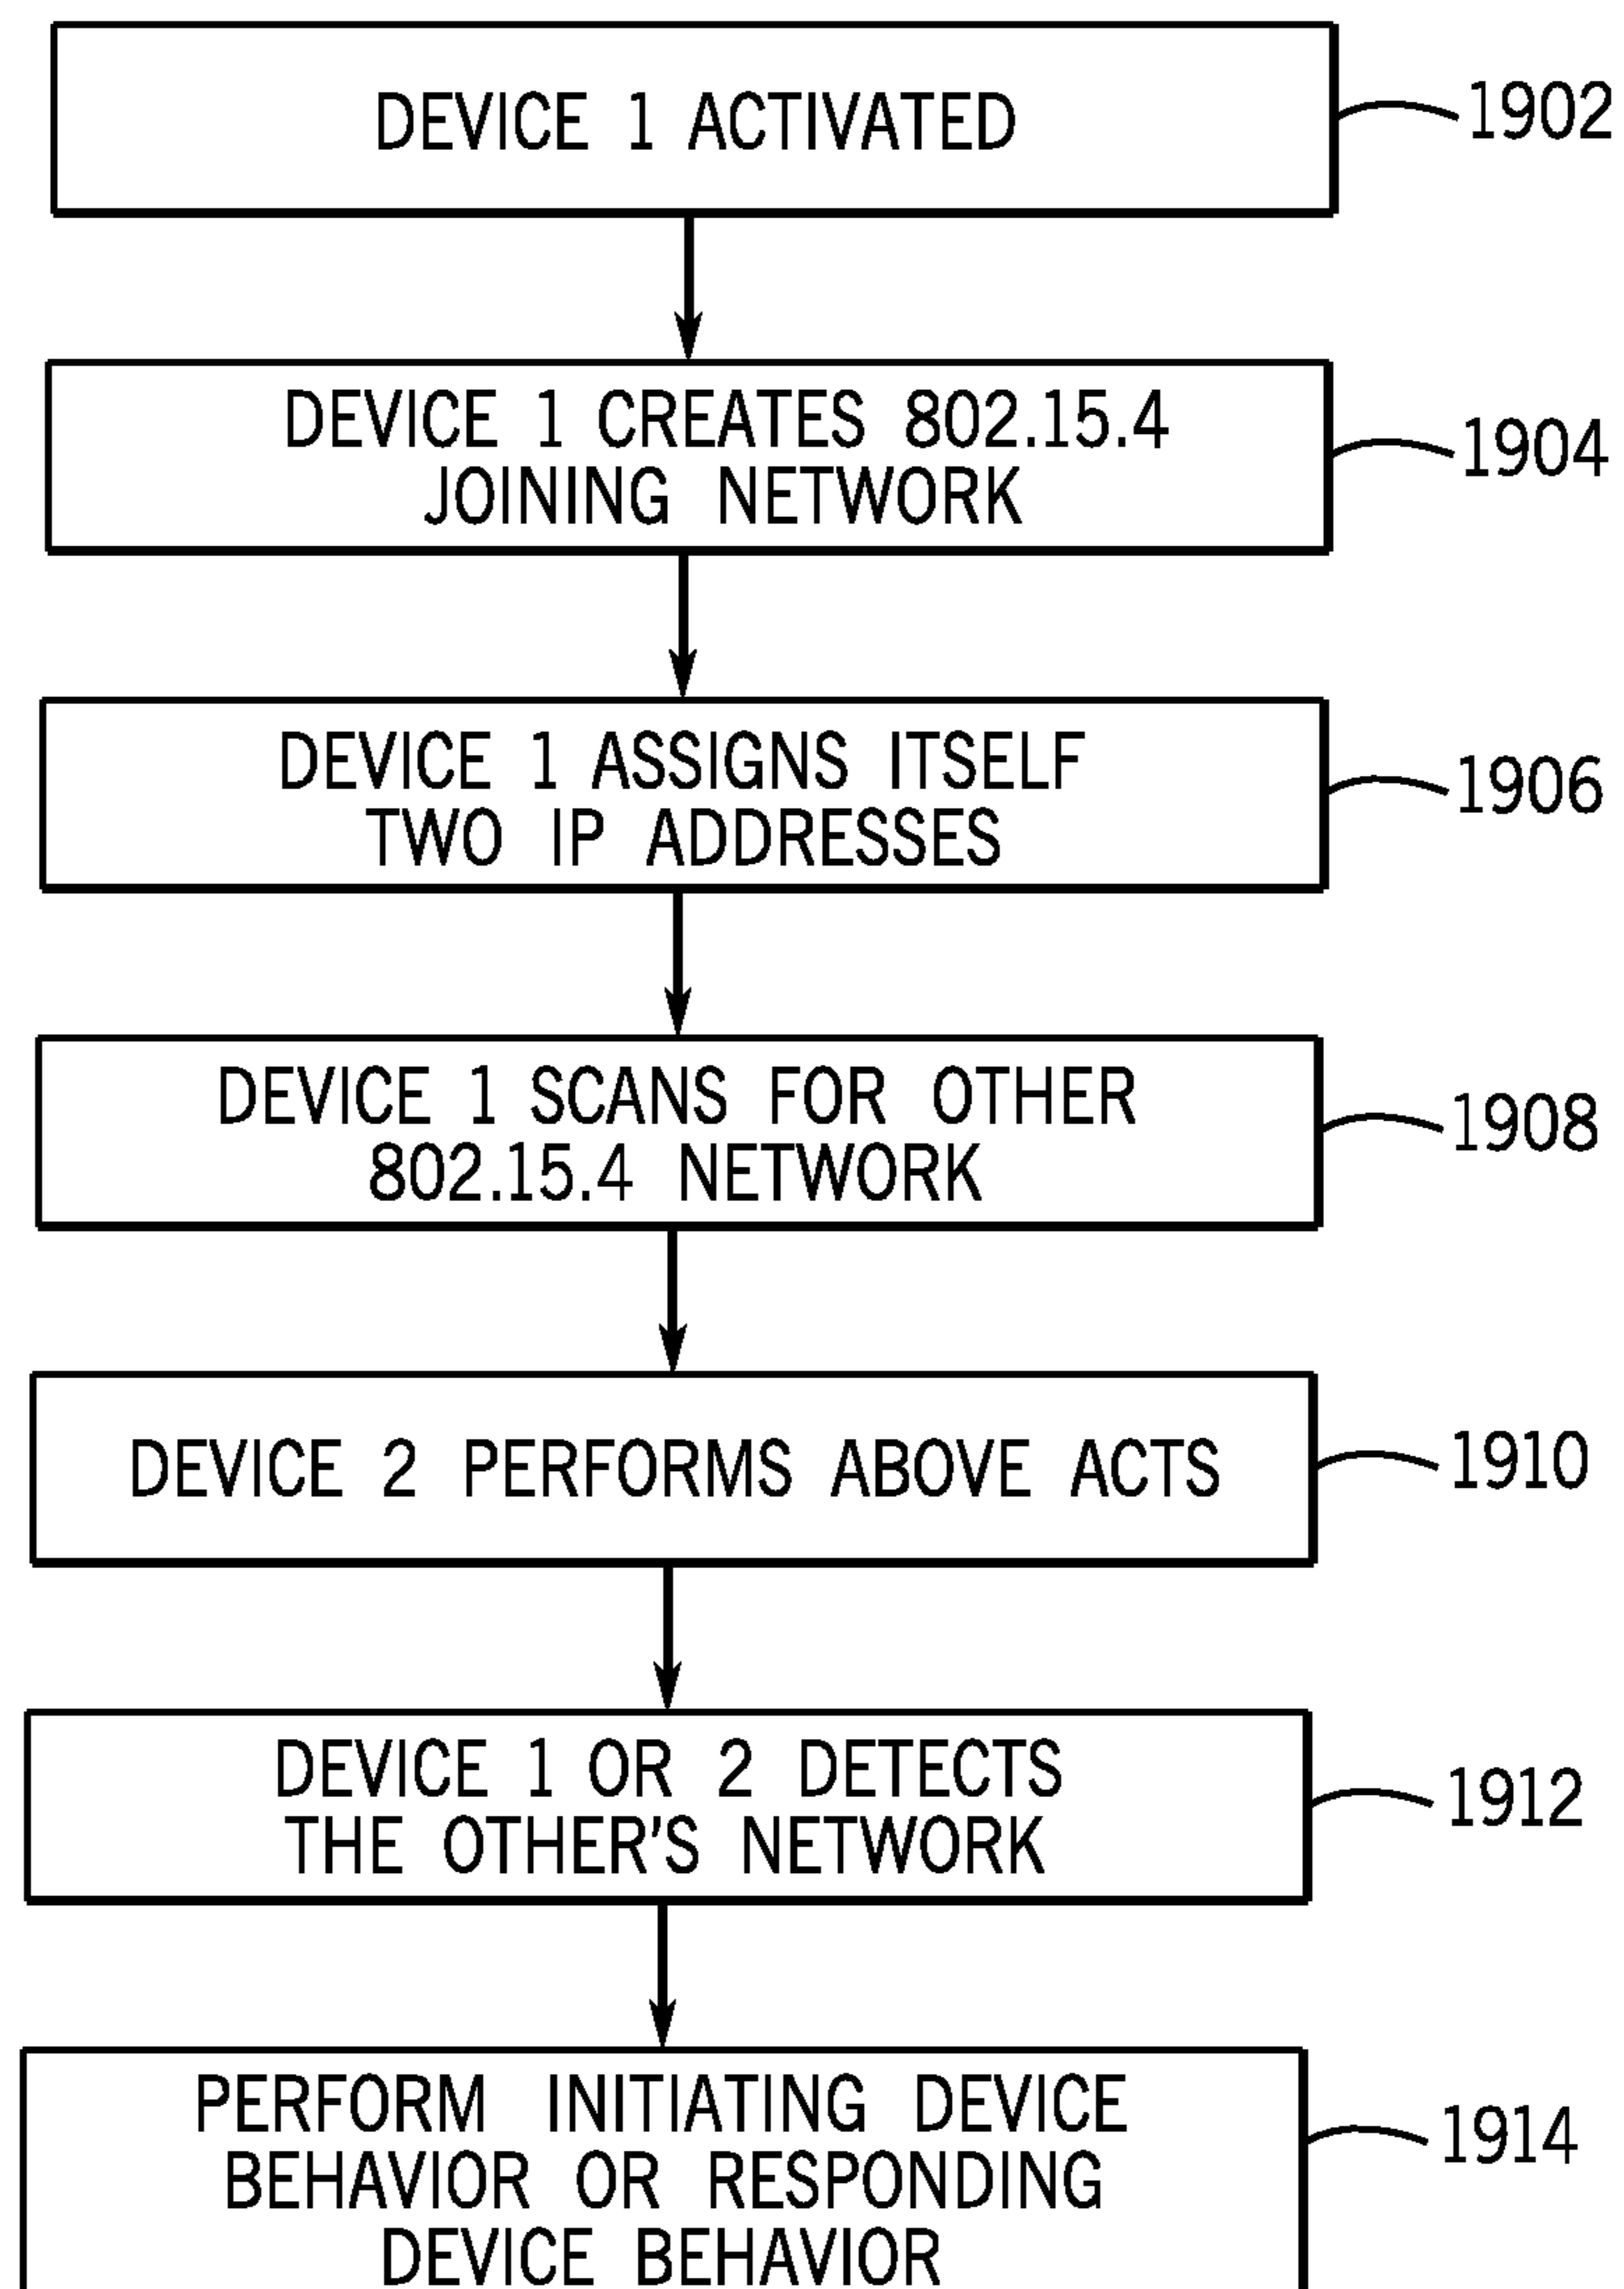 DEVICE 1 ACTIVATED
1902
DEVICE 1 CREATES 802.15.4
JOINING NETWORK
1904
DEVICE 1 ASSIGNS ITSELF
TWO IP ADDRESSES
1906
DEVICE 1 SCANS FOR OTHER
802.15.4 NETWORK
1908
DEVICE 2 PERFORMS ABOVE ACTS
1910
DEVICE 1 OR 2 DETECTS
THE OTHER'S NETWORK
1912
PERFORM INITIATING DEVICE
BEHAVIOR OR RESPONDING
DEVICE BEHAVIOR
1914